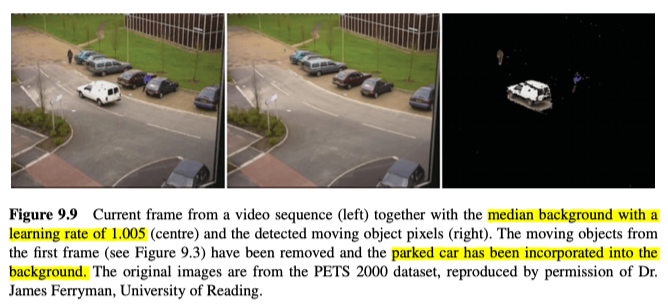 Figure 9.9 Current frame from a video sequence (left) together with the median background with a
learning rate of 1.005 (centre) and the detected moving object pixels (right). The moving objects from
the first frame (see Figure 9.3) have been removed and the parked car has been incorporated into the
background. The original images are from the PETS 2000 dataset, reproduced by permission of Dr.
James Ferryman, University of Reading.